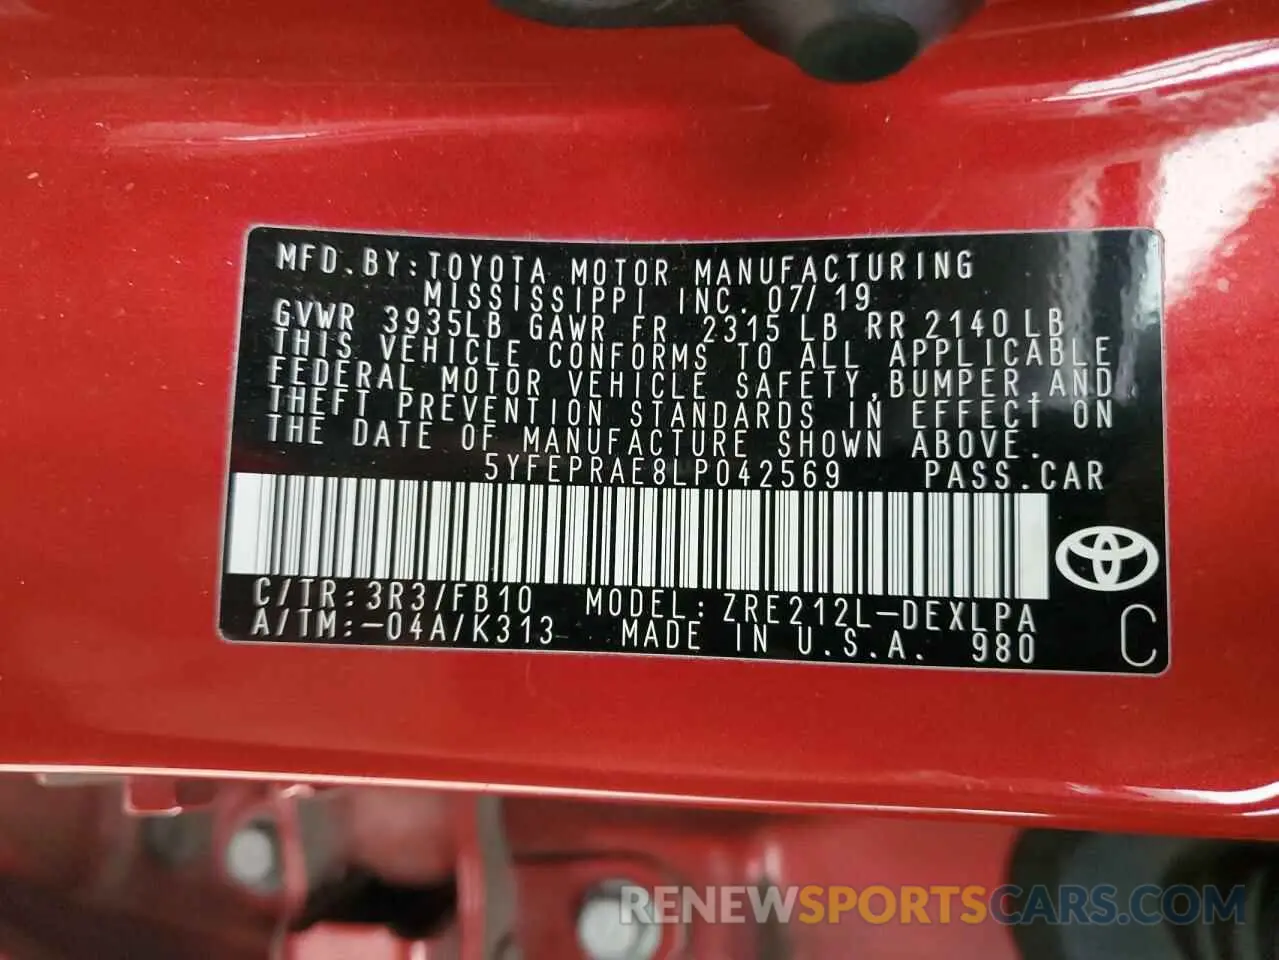 MFD.BY:TOYOTA MOTOR MANUFACTURING
MISSISSIPPI INC. 07/19
GVWR 3935LB GAWR FR 2315 LB RR 2140 LB
THIS VEHICLE CONFORMS TO ALL APPLICABLE
FEDERAL MOTOR VEHICLE SAFETY,BUMPER,AND
THEFT PREVENTION STANDARDS IN EFFECT ON
THE DATE OF MANUFACTURE SHOWN ABOVE.
5YFEPRAE8LP042569 PASS.CAR
C/TR:3R3/FB10 MODEL:ZRE212L-DEXLPA
A/TM:-04A/K313 MADE IN U.S.A. 980 C
RENEWSPORTSCARS.COM